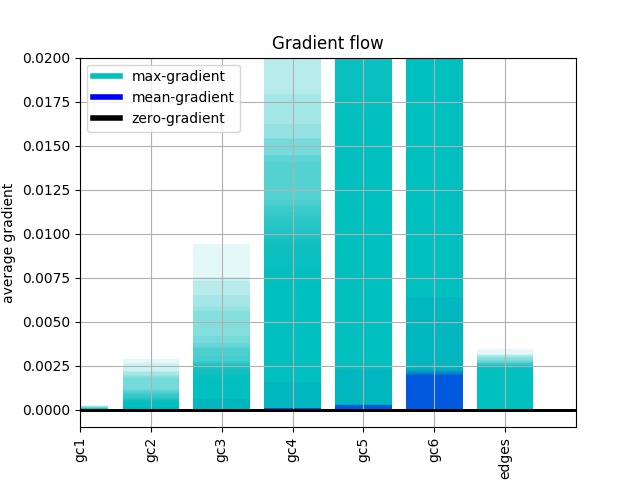 Gradient flow
max-gradient
mean-gradient
zero-gradient
average gradient
0.0200
0.0175
0.0150
0.0125
0.0100
0.0075
0.0050
0.0025
0.0000
gc1
gc2
gc3
gc4
gc5
gc6
edges